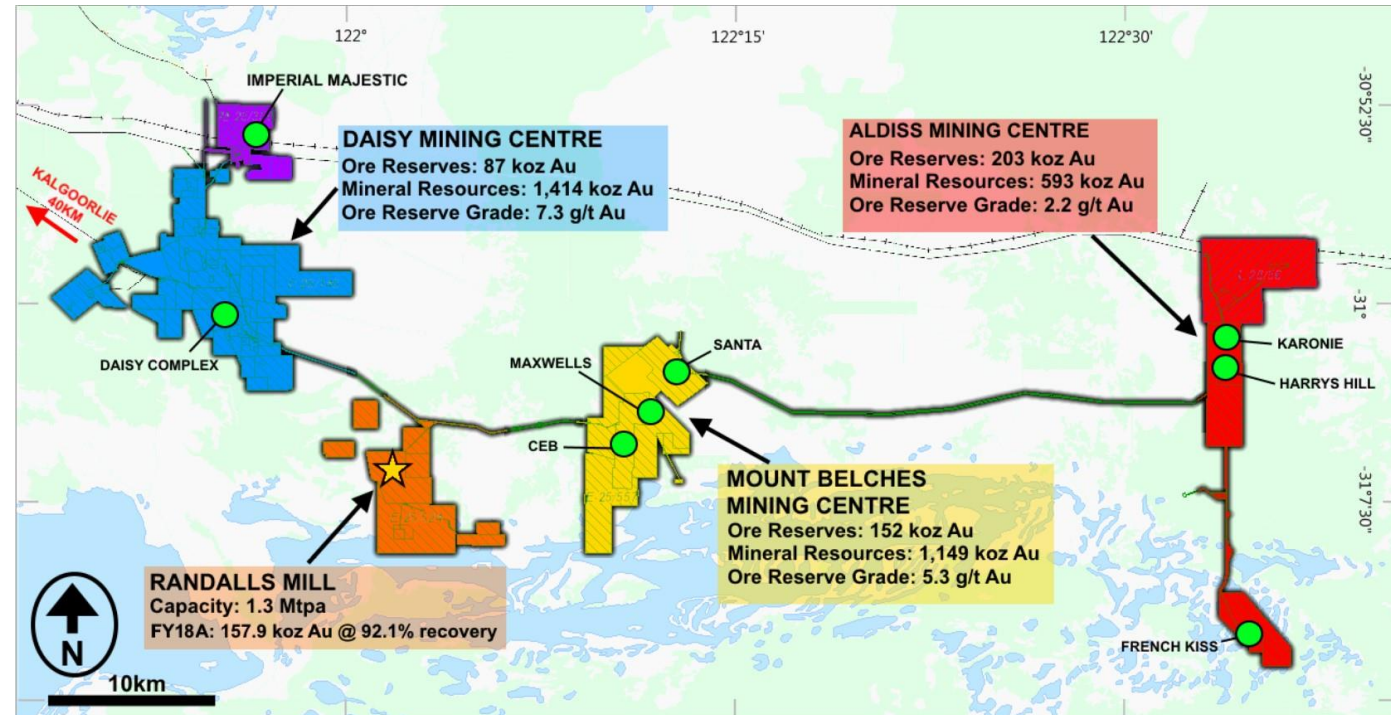 122°
122°15'
122°30'
-30°52'30"
-31°
-31°7'30"
IMPERIAL MAJESTIC
DAISY MINING CENTRE
Ore Reserves: 87 koz Au
Mineral Resources: 1,414 koz Au
Ore Reserve Grade: 7.3 g/t Au
ALDISS MINING CENTRE
Ore Reserves: 203 koz Au
Mineral Resources: 593 koz Au
Ore Reserve Grade: 2.2 g/t Au
KALGOORLIE
40KM
DAISY COMPLEX
MAXWELLS
SANTA
CEB
KARONIE
HARRYS HILL
MOUNT BELCHES
MINING CENTRE
Ore Reserves: 152 koz Au
Mineral Resources: 1,149 koz Au
Ore Reserve Grade: 5.3 g/t Au
RANDALLS MILL
Capacity: 1.3 Mtpa
FY18A: 157.9 koz Au @ 92.1% recovery
FRENCH KISS
N
10km